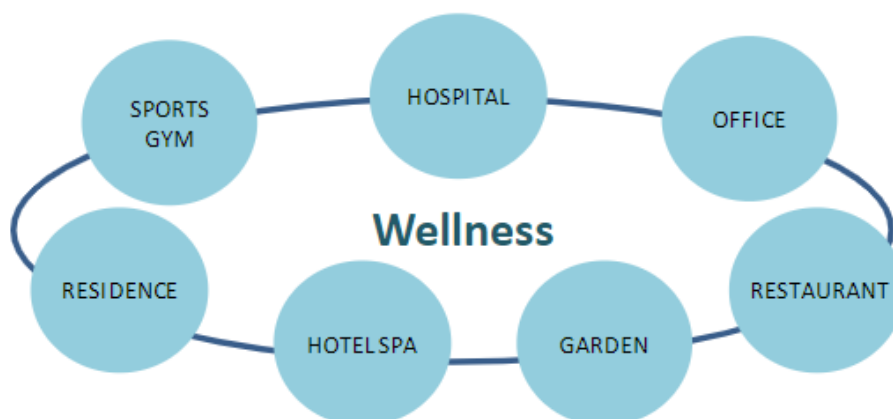 SPORTS
GYM
HOSPITAL
OFFICE
Wellness
RESIDENCE
HOTEL SPA
GARDEN
RESTAURANT